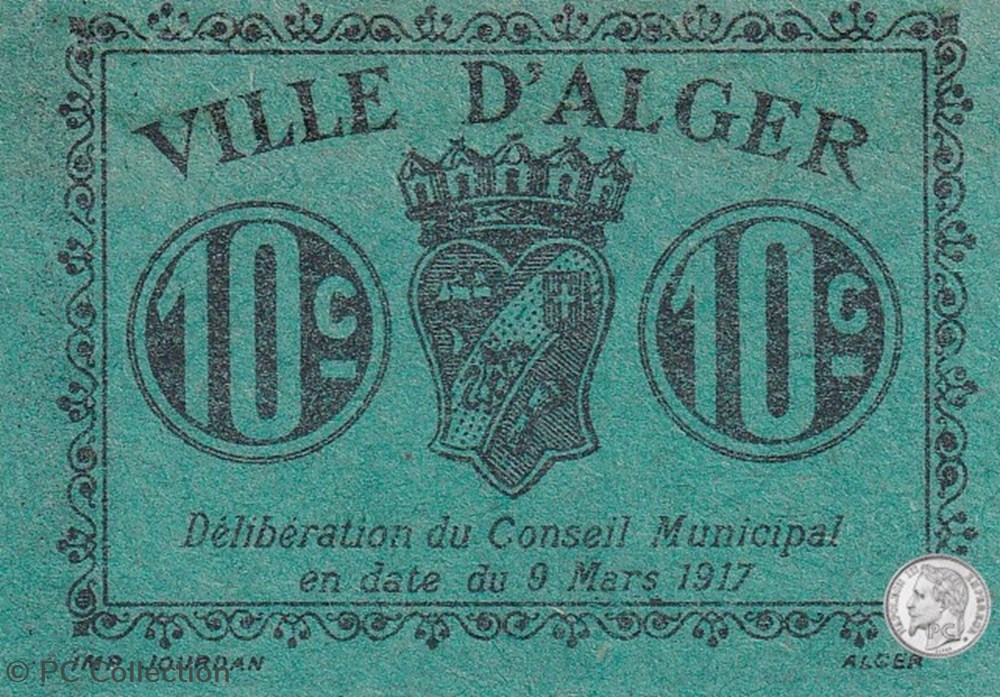 VILLE D'ALGER
10c
10c
Délibération du Conseil Municipal
en date du 9 Mars 1917
IMP. JOURDAN
ALGER
© PC Collection
PC